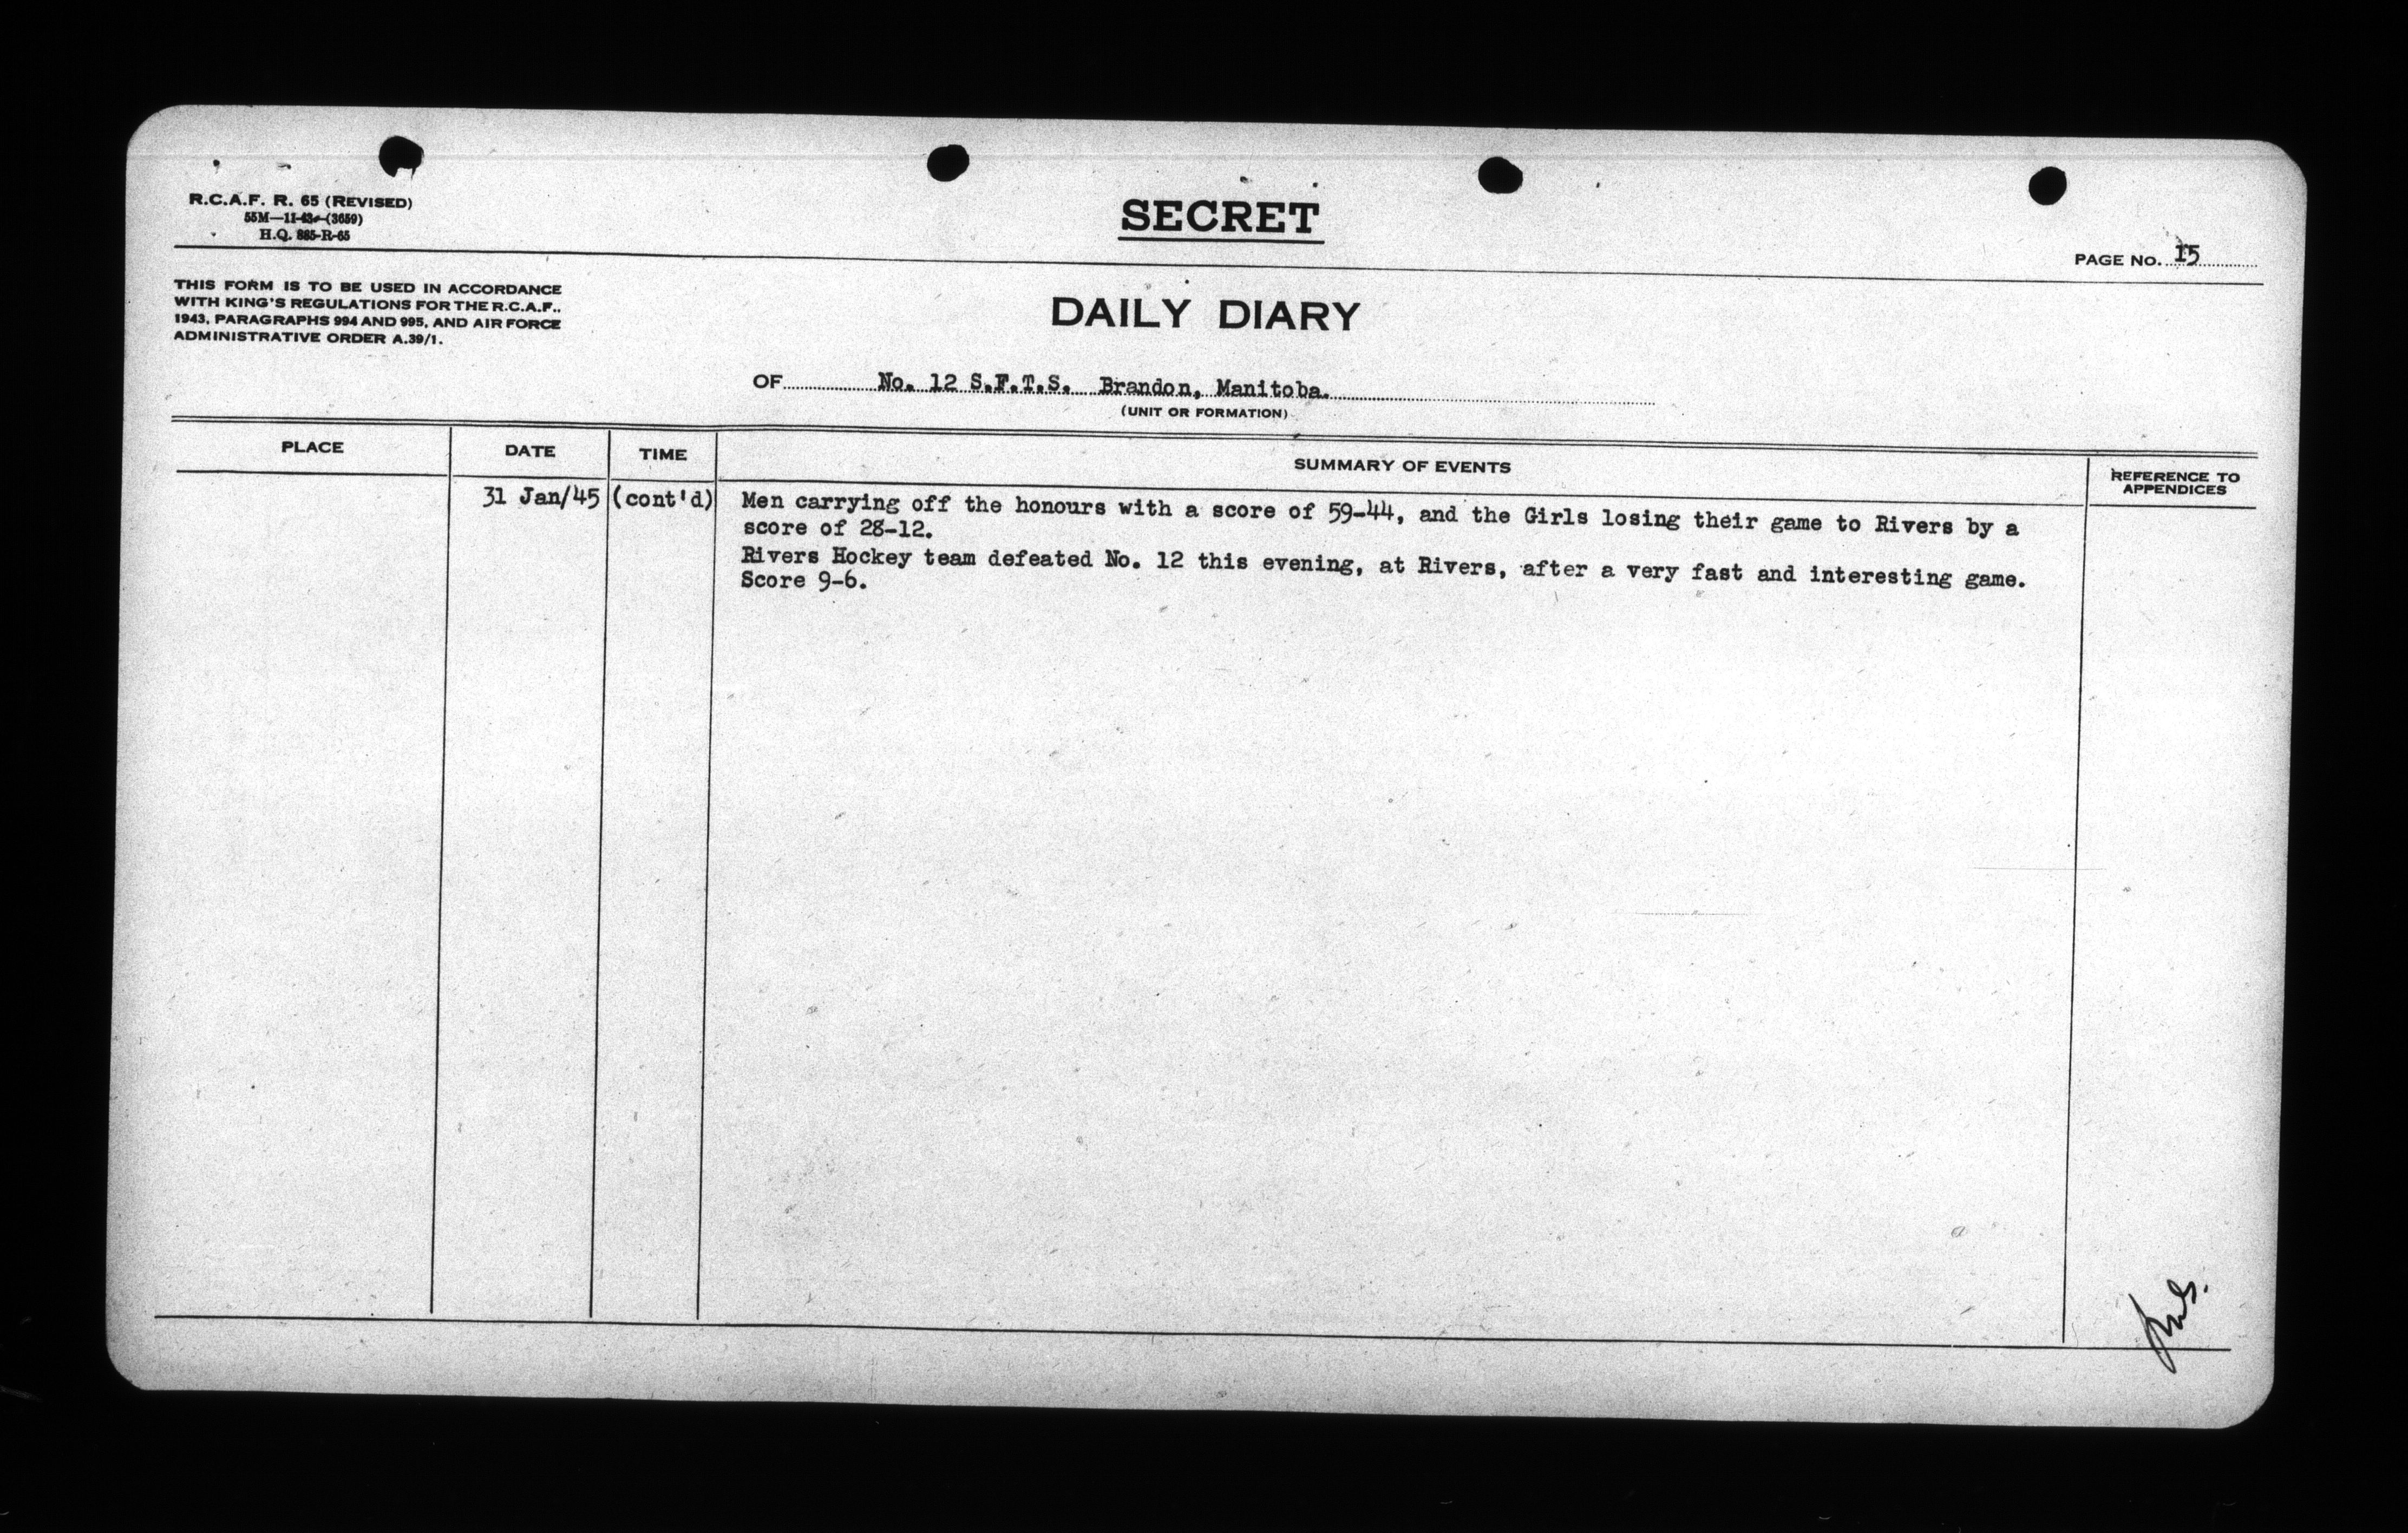 R.C.A.F. R. 65 (REVISED)
55M—11-43—(3659)
H.Q. 885-R-65
SECRET
PAGE NO. 15
THIS FORM IS TO BE USED IN ACCORDANCE
WITH KING'S REGULATIONS FOR THE R.C.A.F.,
1943, PARAGRAPHS 994 AND 995, AND AIR FORCE
ADMINISTRATIVE ORDER A.39/1.
DAILY DIARY
OF No. 12 S.F.T.S. Brandon, Manitoba.
(UNIT OR FORMATION)
PLACE DATE TIME SUMMARY OF EVENTS REFERENCE TO
APPENDICES
31 Jan/45 (cont'd) Men carrying off the honours with a score of 59-44, and the Girls losing their game to Rivers by a
score of 28-12.
Rivers Hockey team defeated No. 12 this evening, at Rivers, after a very fast and interesting game.
Score 9-6.